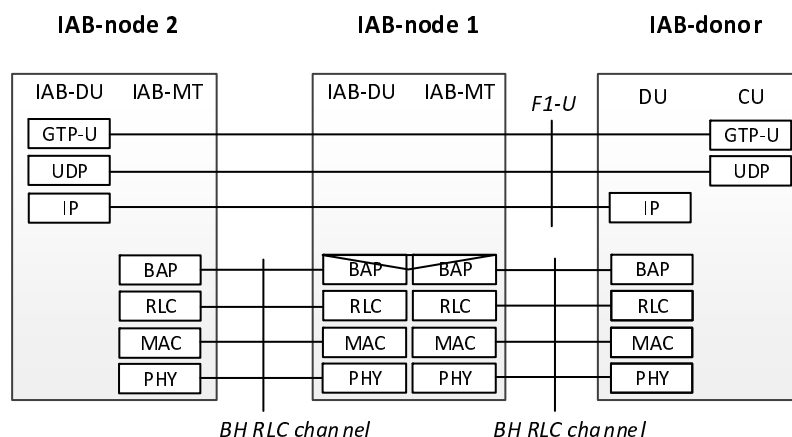 IAB-node 2 IAB-node 1 IAB-donor
IAB-DU IAB-MT IAB-DU IAB-MT F1-U DU CU
GTP-U GTP-U
UDP UDP
IP IP
BAP BAP BAP BAP
RLC RLC RLC RLC
MAC MAC MAC MAC
PHY PHY PHY PHY
BH RLC channel BH RLC channel